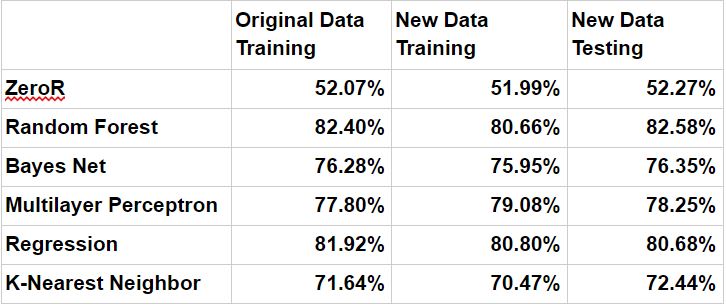 Original Data Training New Data Training New Data Testing
ZeroR 52.07% 51.99% 52.27%
Random Forest 82.40% 80.66% 82.58%
Bayes Net 76.28% 75.95% 76.35%
Multilayer Perceptron 77.80% 79.08% 78.25%
Regression 81.92% 80.80% 80.68%
K-Nearest Neighbor 71.64% 70.47% 72.44%